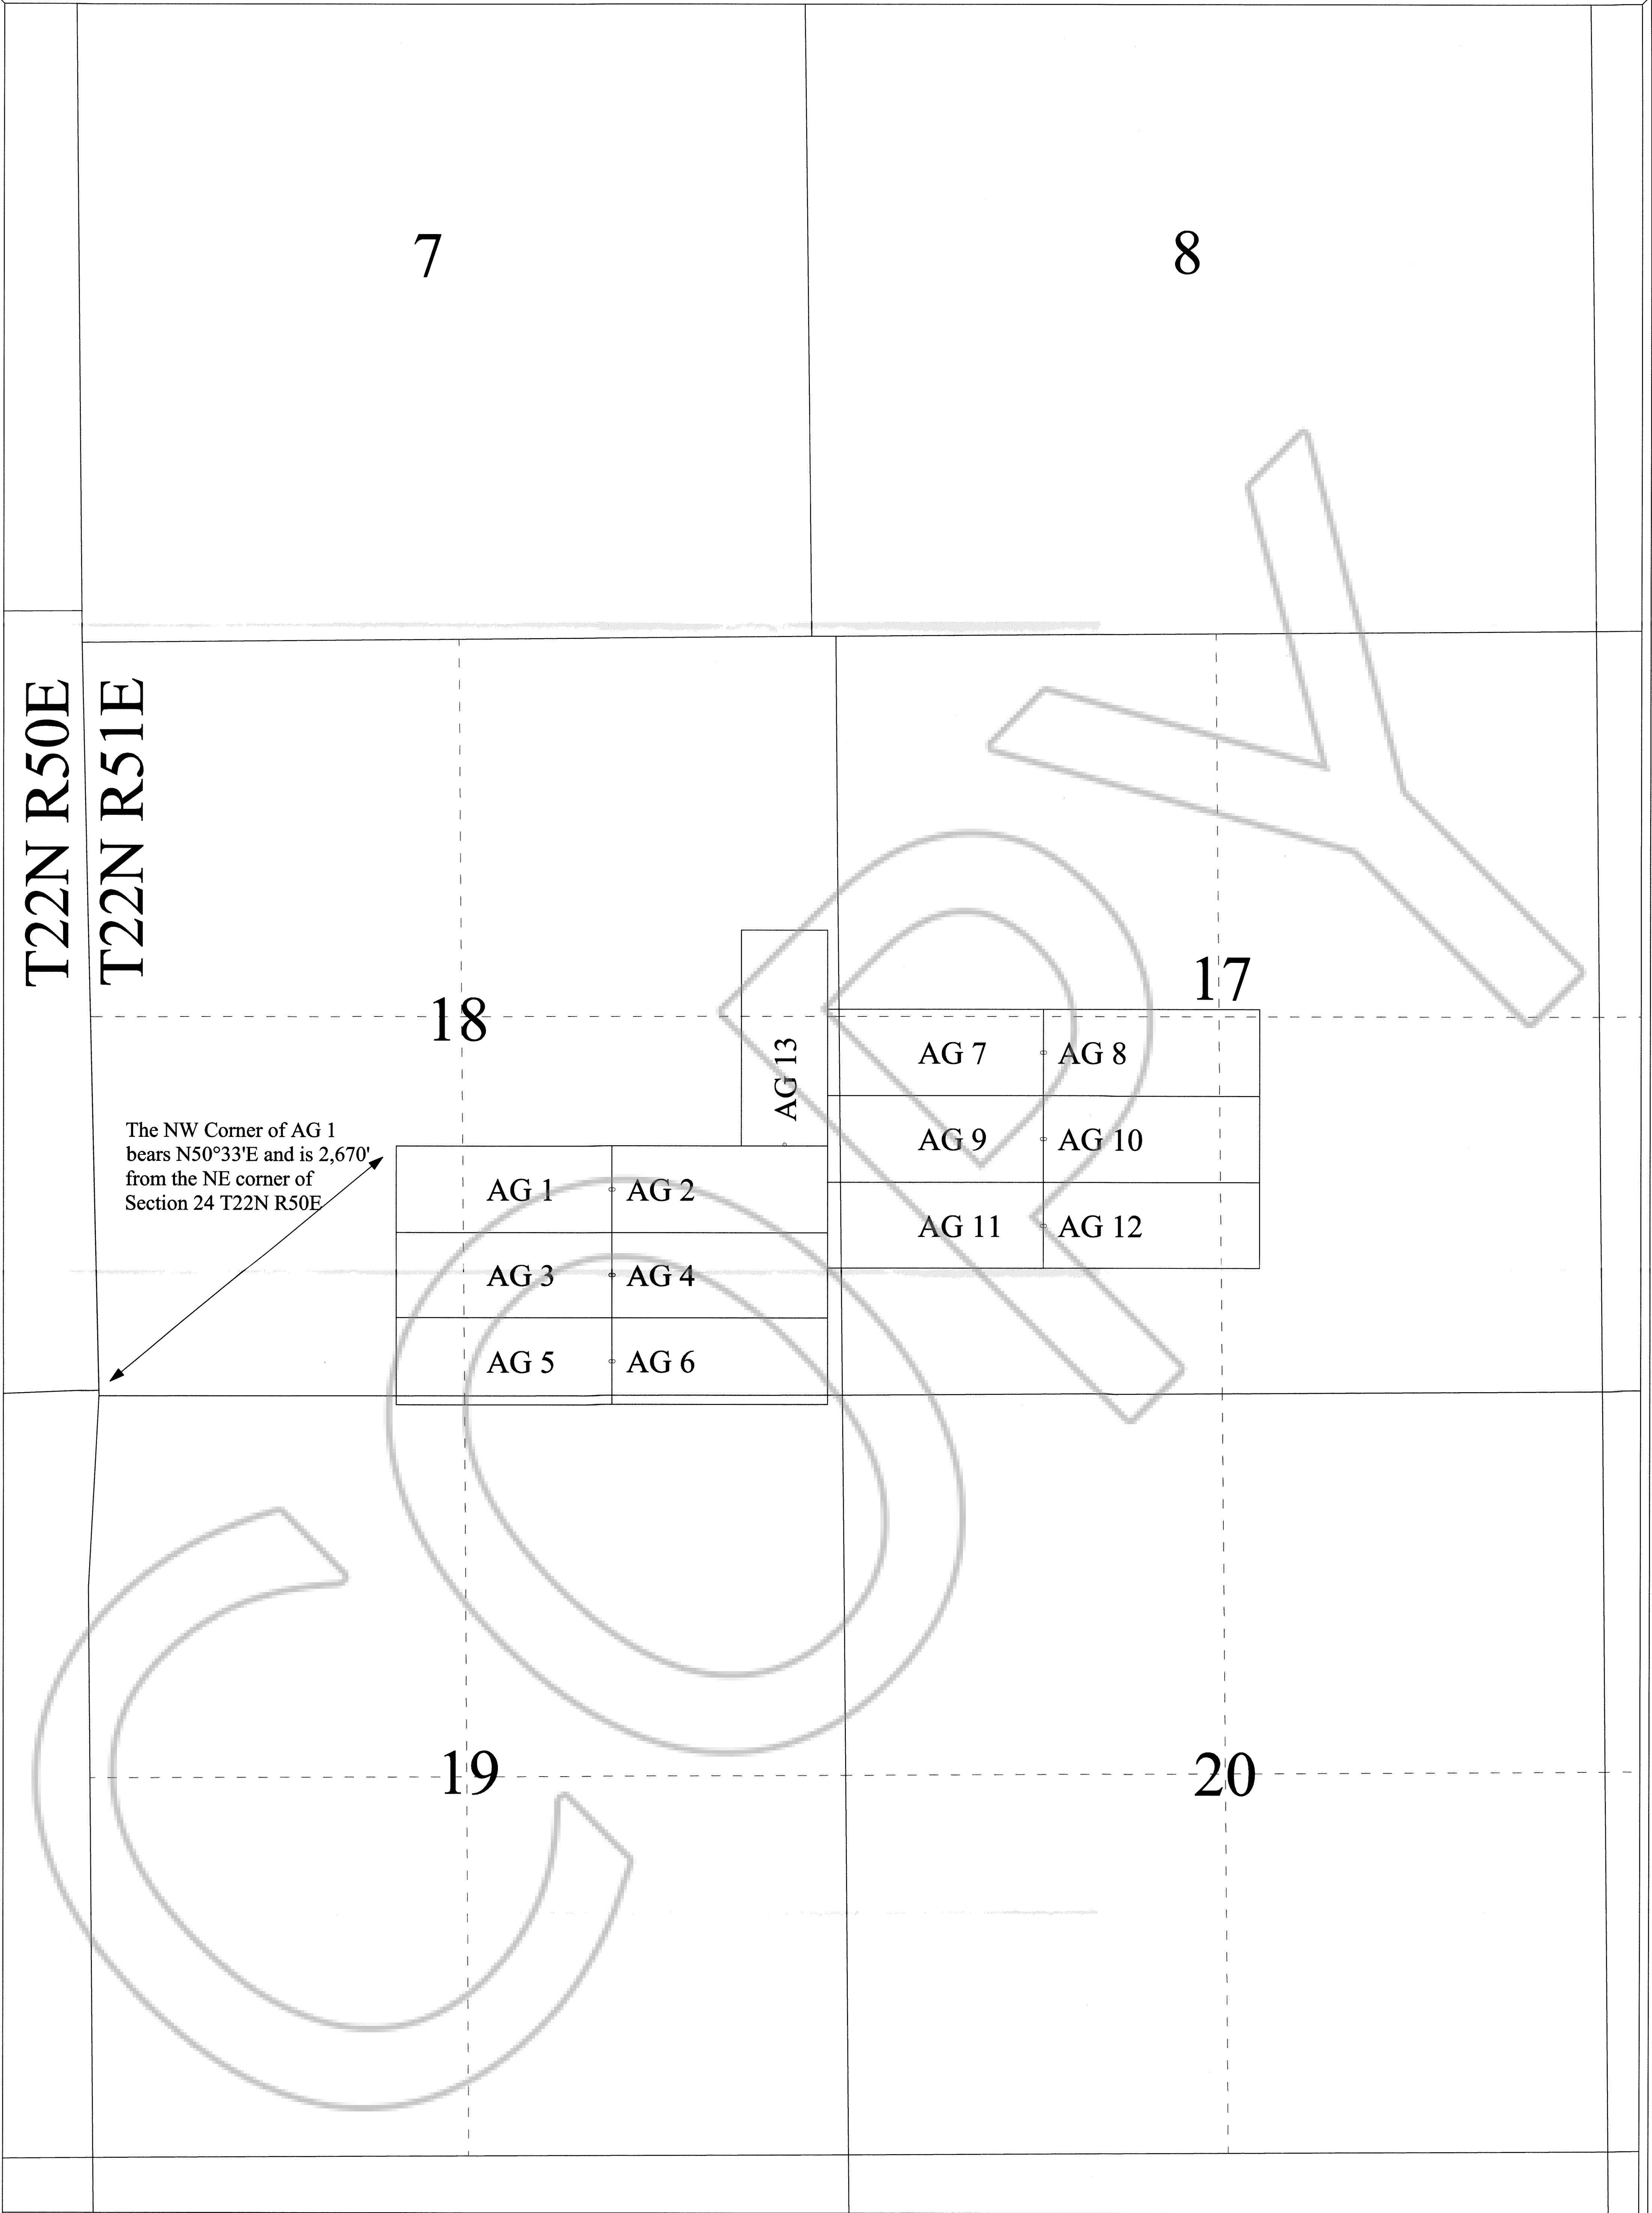 7
8
T22N R50E
T22N R51E
17
18
AG 13
AG 7
AG 8
The NW Corner of AG 1
bears N50°33'E and is 2,670'
from the NE corner of
Section 24 T22N R50E
AG 9
AG 10
AG 1
AG 2
AG 11
AG 12
AG 3
AG 4
AG 5
AG 6
19
20
COPY